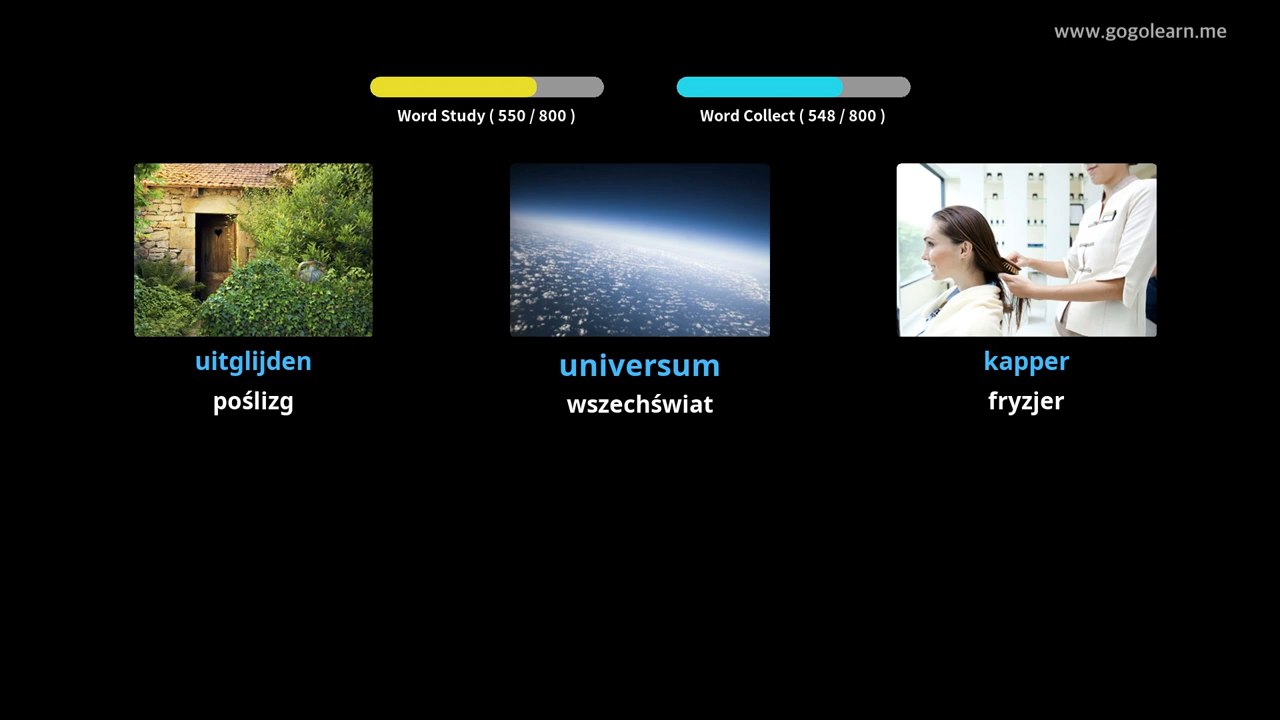 www.gogolearn.me
Word Study ( 550 / 800 )
Word Collect ( 548 / 800 )
uitglijden
poślizg
universum
wszechświat
kapper
fryzjer